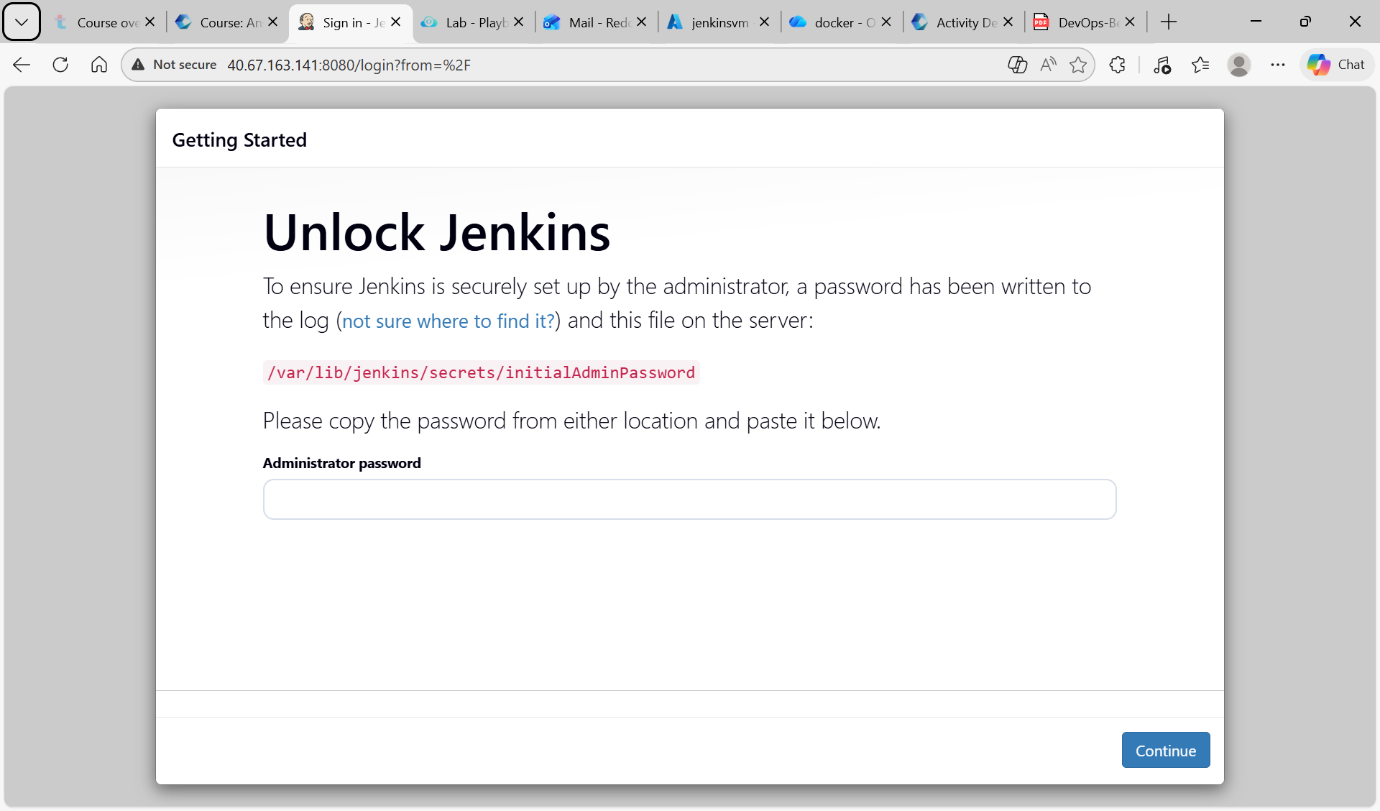 Course ove
Course: An
Sign in - Je
Lab - Playb
Mail - Redd
jenkinsvm
docker - O
Activity De
DevOps-Be
Not secure 40.67.163.141:8080/login?from=%2F
Chat
Getting Started
Unlock Jenkins
To ensure Jenkins is securely set up by the administrator, a password has been written to
the log (not sure where to find it?) and this file on the server:
/var/lib/jenkins/secrets/initialAdminPassword
Please copy the password from either location and paste it below.
Administrator password
Continue